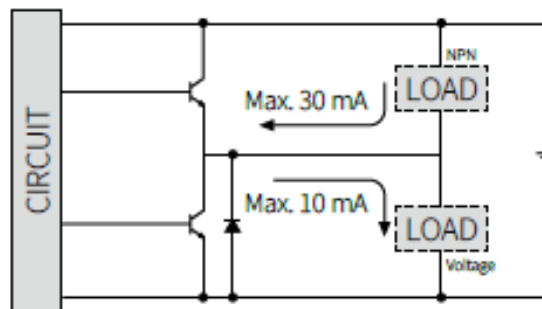 CIRCUIT
NPN
LOAD
Max. 30 mA
Max. 10 mA
LOAD
Voltage